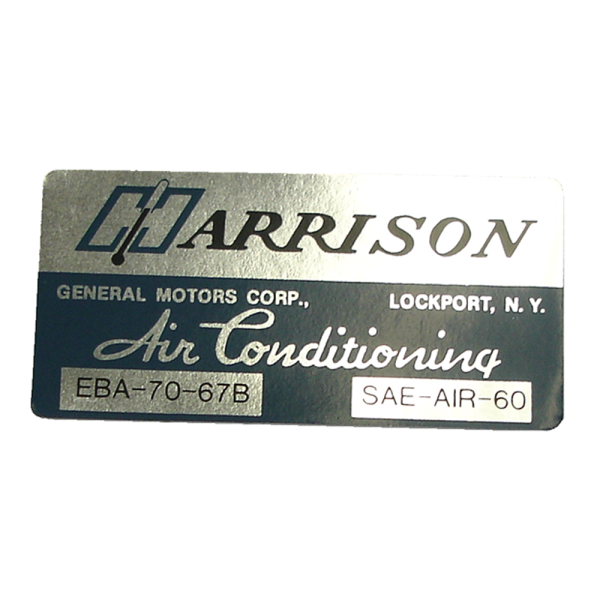 HARRISON
GENERAL MOTORS CORP., LOCKPORT, N. Y.
Air Conditioning
EBA-70-67B SAE-AIR-60